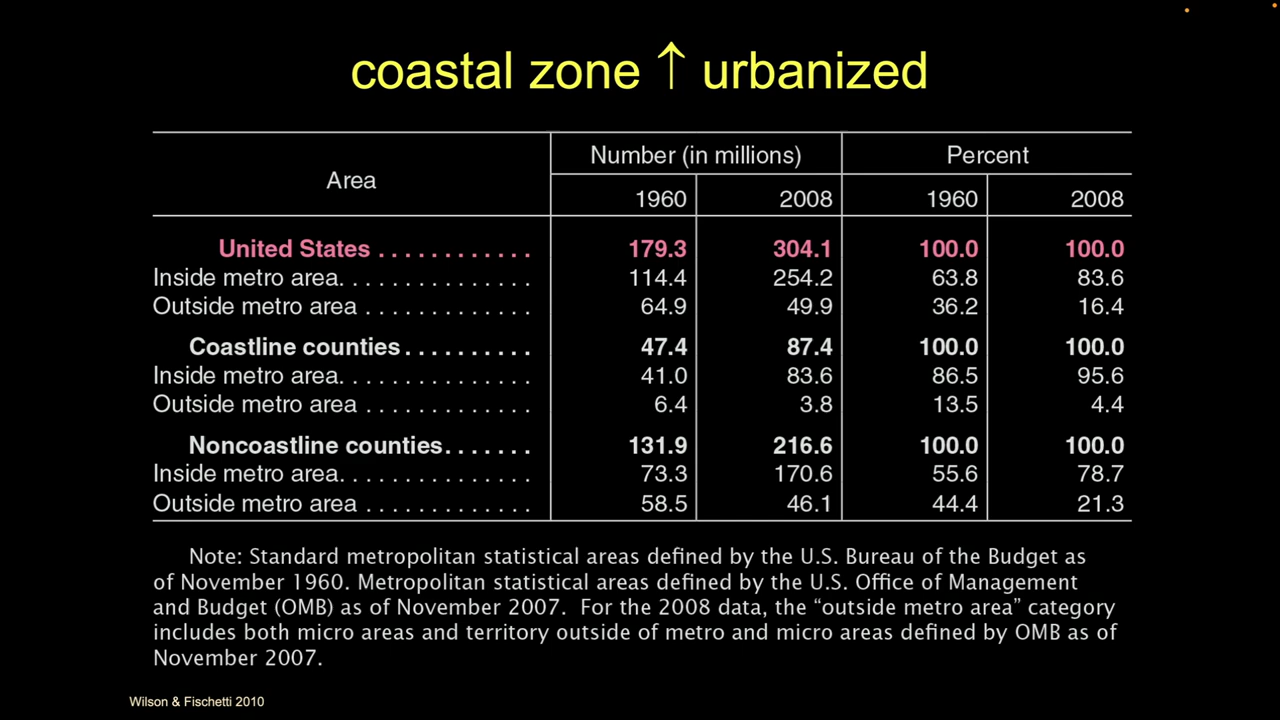 coastal zone ↑ urbanized
Area Number (in millions) Percent
1960 2008 1960 2008
United States . . . . . . . . . . . . 179.3 304.1 100.0 100.0
Inside metro area. . . . . . . . . . . . . . . 114.4 254.2 63.8 83.6
Outside metro area . . . . . . . . . . . . . 64.9 49.9 36.2 16.4
Coastline counties . . . . . . . . . . 47.4 87.4 100.0 100.0
Inside metro area. . . . . . . . . . . . . . . 41.0 83.6 86.5 95.6
Outside metro area . . . . . . . . . . . . . 6.4 3.8 13.5 4.4
Noncoastline counties. . . . . . . 131.9 216.6 100.0 100.0
Inside metro area. . . . . . . . . . . . . . . 73.3 170.6 55.6 78.7
Outside metro area . . . . . . . . . . . . . 58.5 46.1 44.4 21.3
Note: Standard metropolitan statistical areas defined by the U.S. Bureau of the Budget as
of November 1960. Metropolitan statistical areas defined by the U.S. Office of Management
and Budget (OMB) as of November 2007. For the 2008 data, the “outside metro area” category
includes both micro areas and territory outside of metro and micro areas defined by OMB as of
November 2007.
Wilson & Fischetti 2010